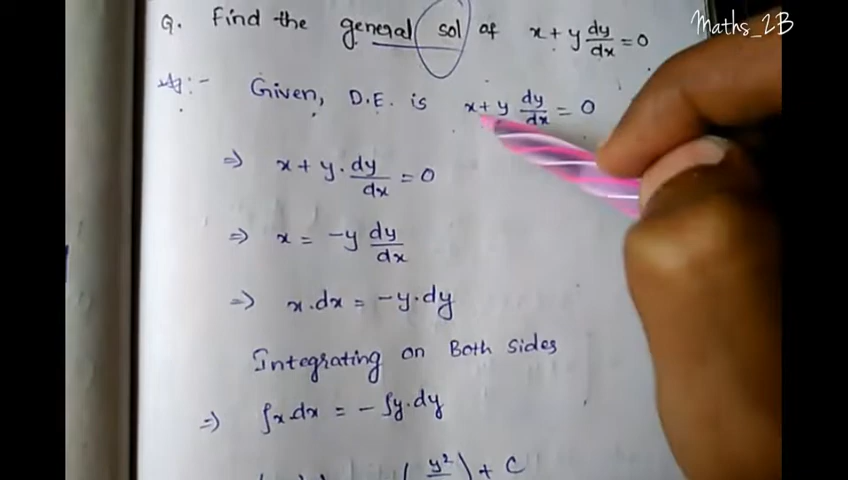 Maths_2B
Q. Find the general sol of x + y dy/dx = 0
Given, D.E. is x + y dy/dx = 0
⇒ x + y. dy/dx = 0
⇒ x = -y dy/dx
⇒ x.dx = -y.dy
Integrating on Both sides
⇒ ∫x.dx = -∫y.dy
y² + C